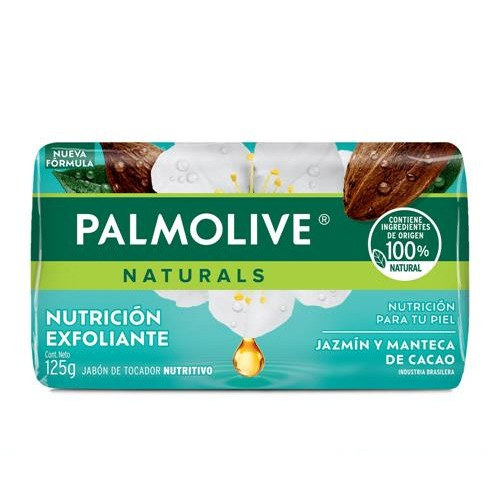 NUEVA
FÓRMULA
PALMOLIVE®
NATURALS
CONTIENE
INGREDIENTES
DE ORIGEN
100%
NATURAL
NUTRICIÓN
EXFOLIANTE
Cont. Neto
125g JABÓN DE TOCADOR NUTRITIVO
NUTRICIÓN
PARA TU PIEL
JAZMÍN Y MANTECA
DE CACAO
INDUSTRIA BRASILERA